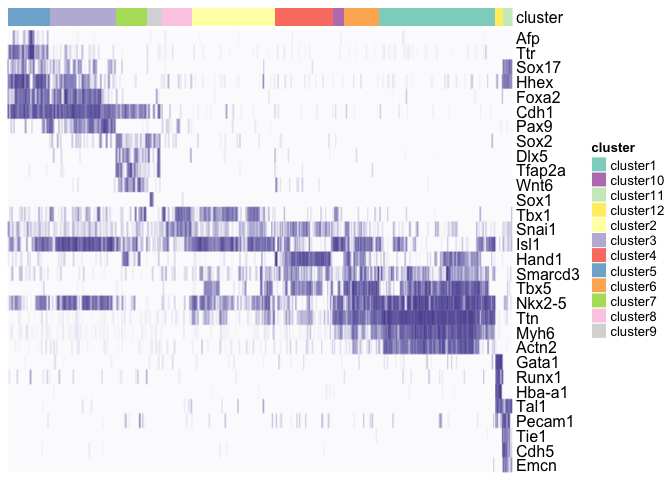 cluster
Afp
Ttr
Sox17
Hhex
Foxa2
Cdh1
Pax9
Sox2
Dlx5
Tfap2a
Wnt6
Sox1
Tbx1
Snai1
Isl1
Hand1
Smarcd3
Tbx5
Nkx2-5
Ttn
Myh6
Actn2
Gata1
Runx1
Hba-a1
Tal1
Pecam1
Tie1
Cdh5
Emcn
cluster
cluster1
cluster10
cluster11
cluster12
cluster2
cluster3
cluster4
cluster5
cluster6
cluster7
cluster8
cluster9